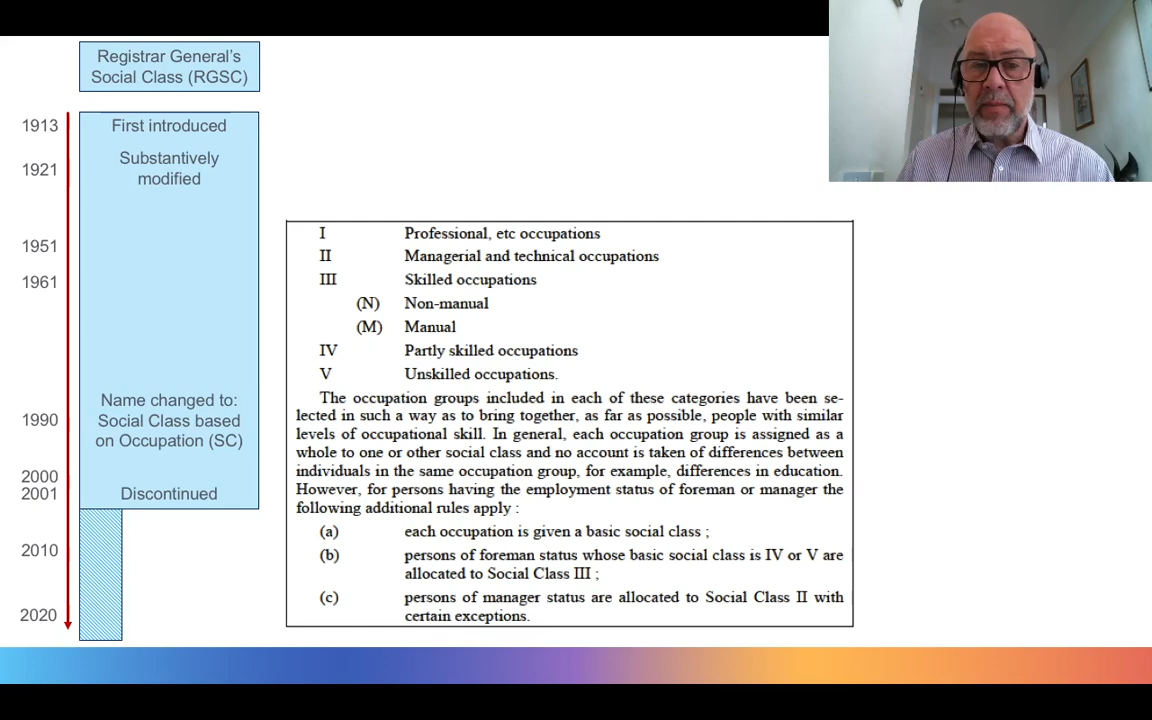 Registrar General's
Social Class (RGSC)
1913
First introduced
1921
Substantively
modified
1951
1961
1990
Name changed to:
Social Class based
on Occupation (SC)
2000
2001
Discontinued
2010
2020
I Professional, etc occupations
II Managerial and technical occupations
III Skilled occupations
(N) Non-manual
(M) Manual
IV Partly skilled occupations
V Unskilled occupations.
The occupation groups included in each of these categories have been se-
lected in such a way as to bring together, as far as possible, people with similar
levels of occupational skill. In general, each occupation group is assigned as a
whole to one or other social class and no account is taken of differences between
individuals in the same occupation group, for example, differences in education.
However, for persons having the employment status of foreman or manager the
following additional rules apply :
(a) each occupation is given a basic social class ;
(b) persons of foreman status whose basic social class is IV or V are
allocated to Social Class III ;
(c) persons of manager status are allocated to Social Class II with
certain exceptions.